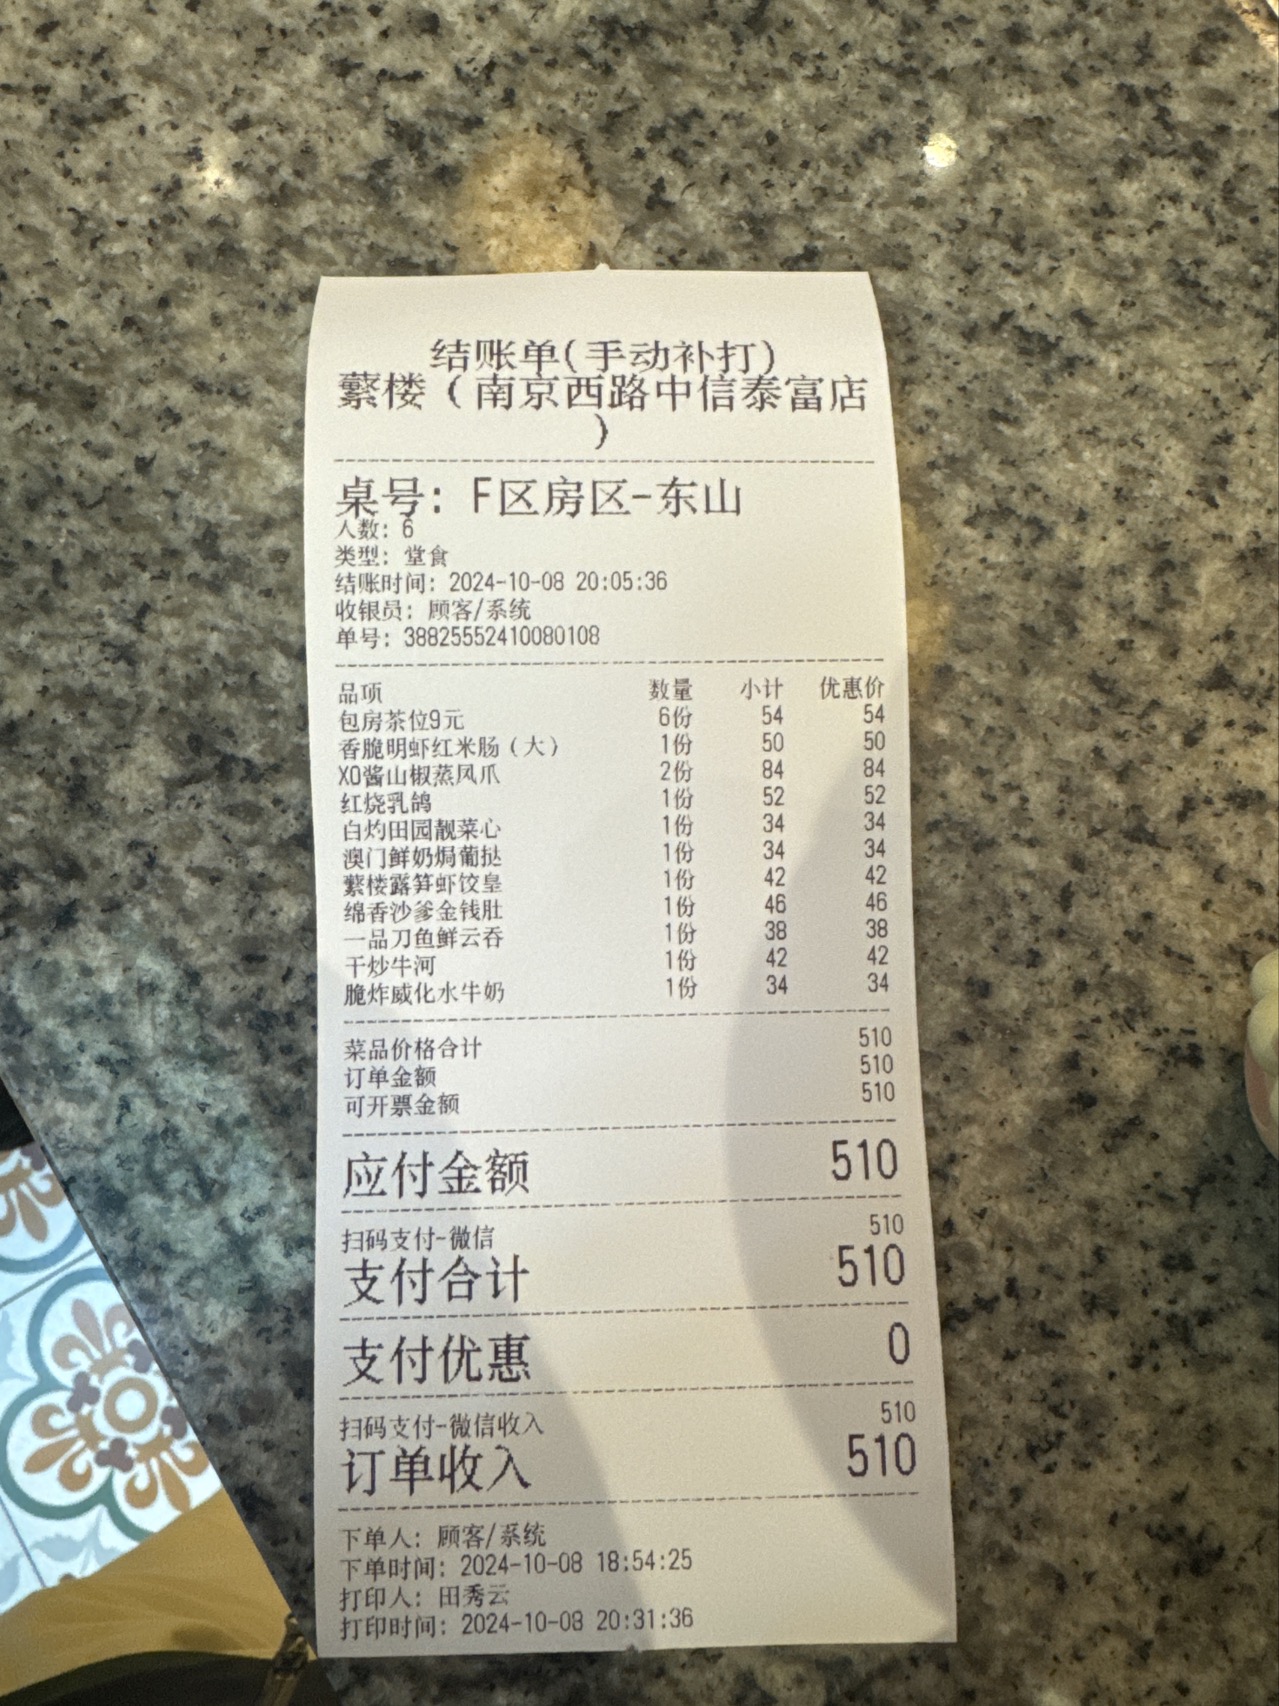 结账单(手动补打)
蘩楼（南京西路中信泰富店
）
桌号: F区房区-东山
人数: 6
类型: 堂食
结账时间: 2024-10-08 20:05:36
收银员: 顾客/系统
单号: 38825552410080108
品项 数量 小计 优惠价
包房茶位9元 6份 54 54
香脆明虾红米肠（大） 1份 50 50
XO酱山椒蒸凤爪 2份 84 84
红烧乳鸽 1份 52 52
白灼田园靓菜心 1份 34 34
澳门鲜奶焗葡挞 1份 34 34
蘩楼露笋虾饺皇 1份 42 42
绵香沙爹金钱肚 1份 46 46
一品刀鱼鲜云吞 1份 38 38
干炒牛河 1份 42 42
脆炸威化水牛奶 1份 34 34
菜品价格合计 510
订单金额 510
可开票金额 510
应付金额 510
扫码支付-微信 510
支付合计 510
支付优惠 0
扫码支付-微信收入 510
订单收入 510
下单人: 顾客/系统
下单时间: 2024-10-08 18:54:25
打印人: 田秀云
打印时间: 2024-10-08 20:31:36